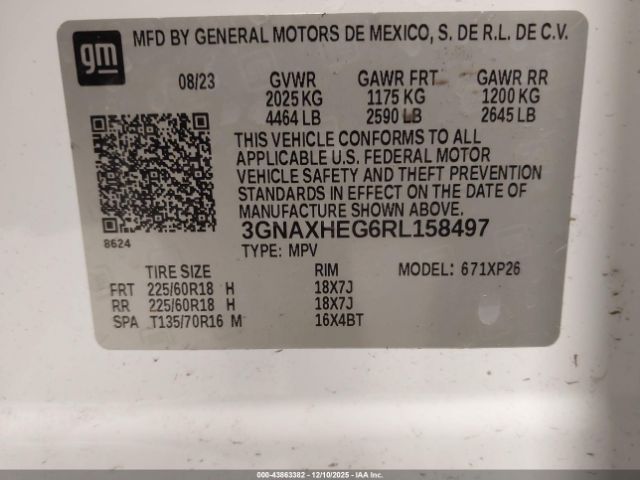 gm
MFD BY GENERAL MOTORS DE MEXICO, S. DE R.L. DE C.V.
08/23 GVWR GAWR FRT GAWR RR
2025 KG 1175 KG 1200 KG
4464 LB 2590 LB 2645 LB
THIS VEHICLE CONFORMS TO ALL
APPLICABLE U.S. FEDERAL MOTOR
VEHICLE SAFETY AND THEFT PREVENTION
STANDARDS IN EFFECT ON THE DATE OF
MANUFACTURE SHOWN ABOVE.
3GNAXHEG6RL158497
8624
TYPE: MPV
TIRE SIZE RIM MODEL: 671XP26
FRT 225/60R18 H 18X7J
RR 225/60R18 H 18X7J
SPA T135/70R16 M 16X4BT
000-43863382 - 12/10/2025 - IAA Inc.